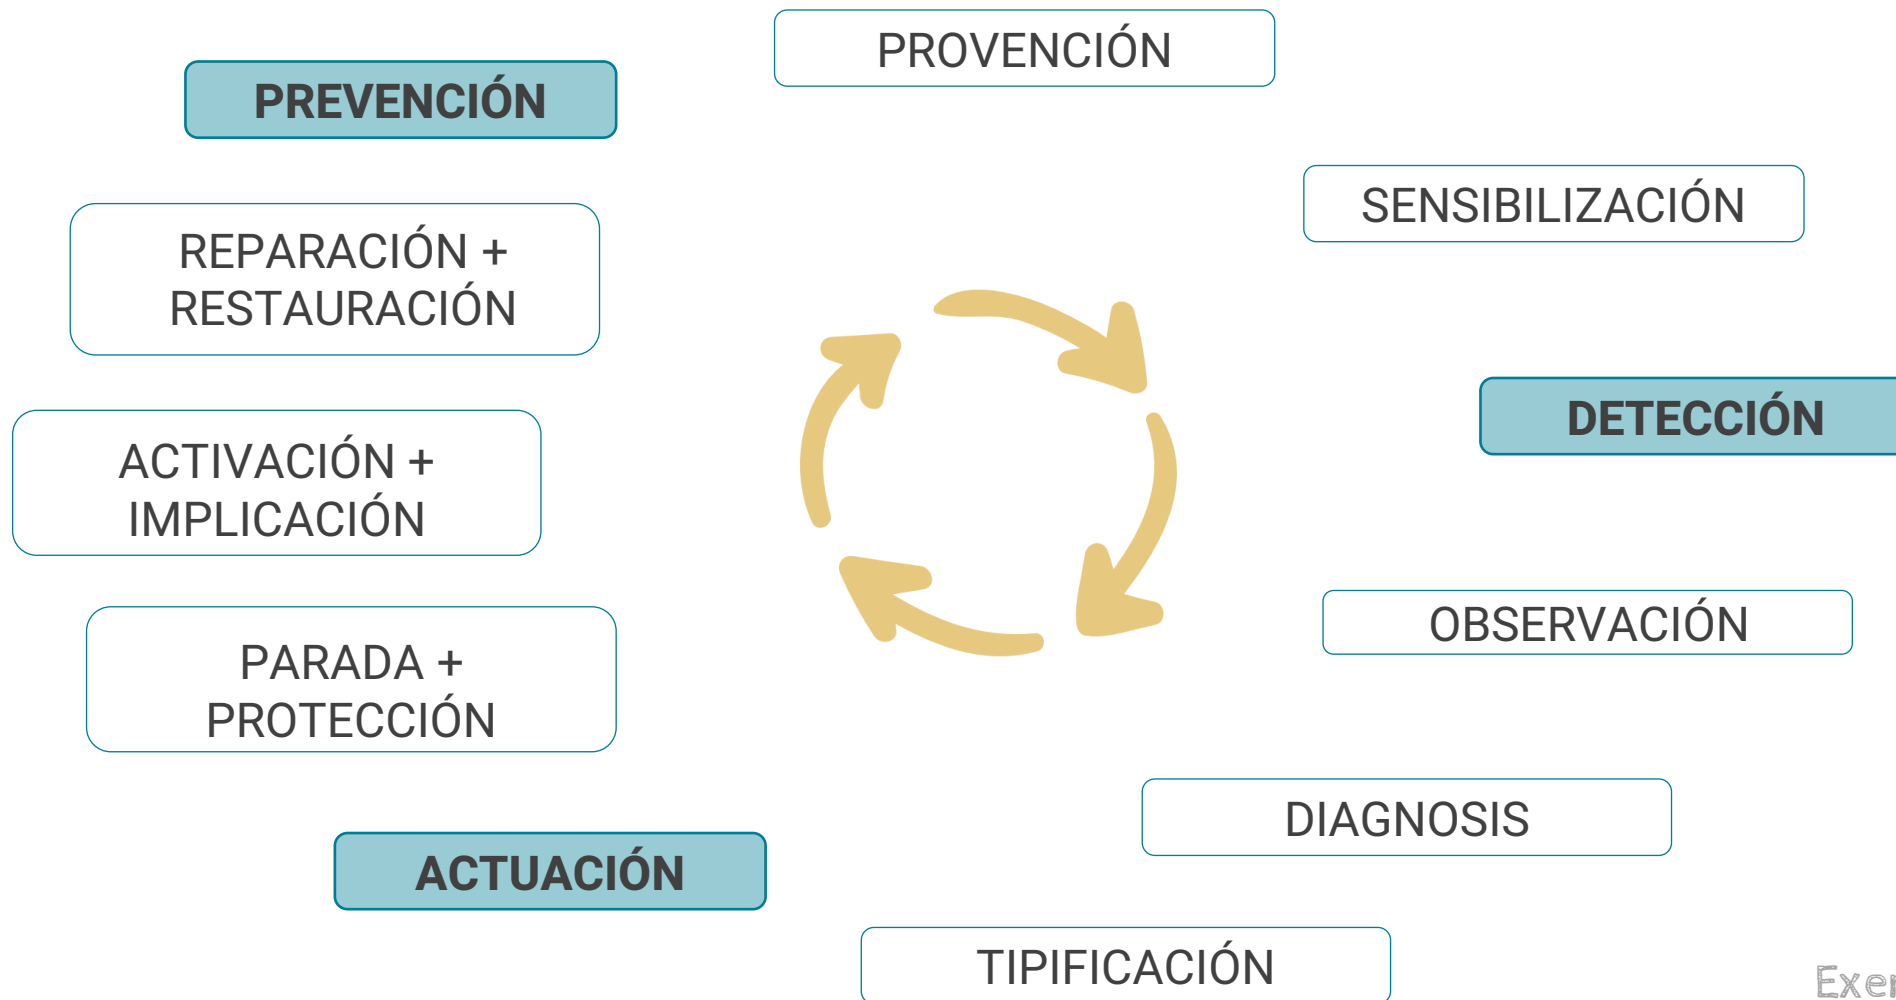 PROVENCIÓN
PREVENCIÓN
SENSIBILIZACIÓN
REPARACIÓN +
RESTAURACIÓN
DETECCIÓN
ACTIVACIÓN +
IMPLICACIÓN
OBSERVACIÓN
PARADA +
PROTECCIÓN
DIAGNOSIS
ACTUACIÓN
TIPIFICACIÓN